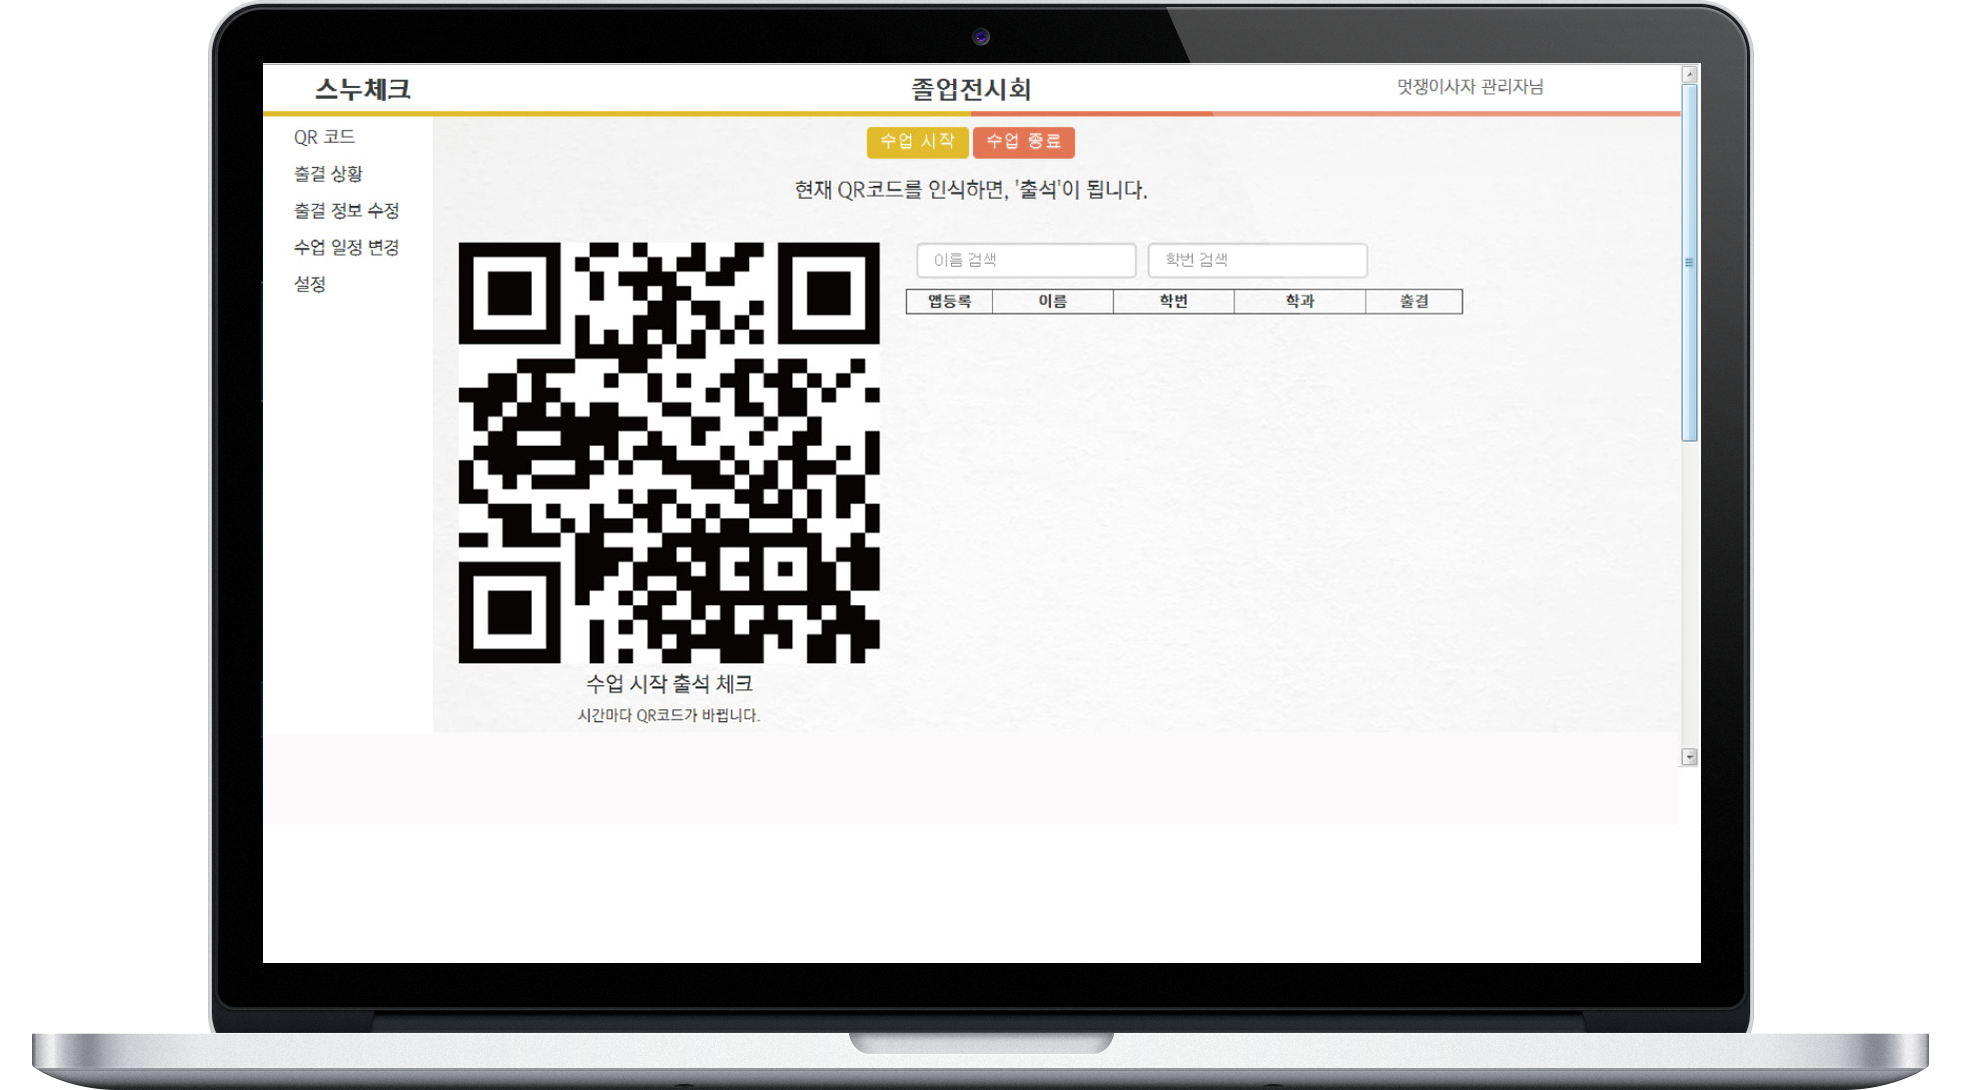 스누체크
졸업전시회
멋쟁이사자 관리자님
QR 코드
출결 상황
출결 정보 수정
수업 일정 변경
설정
수업 시작 수업 종료
현재 QR코드를 인식하면, '출석'이 됩니다.
이름 검색 학번 검색
앱등록 이름 학번 학과 출결
수업 시작 출석 체크
시간마다 QR코드가 바뀝니다.